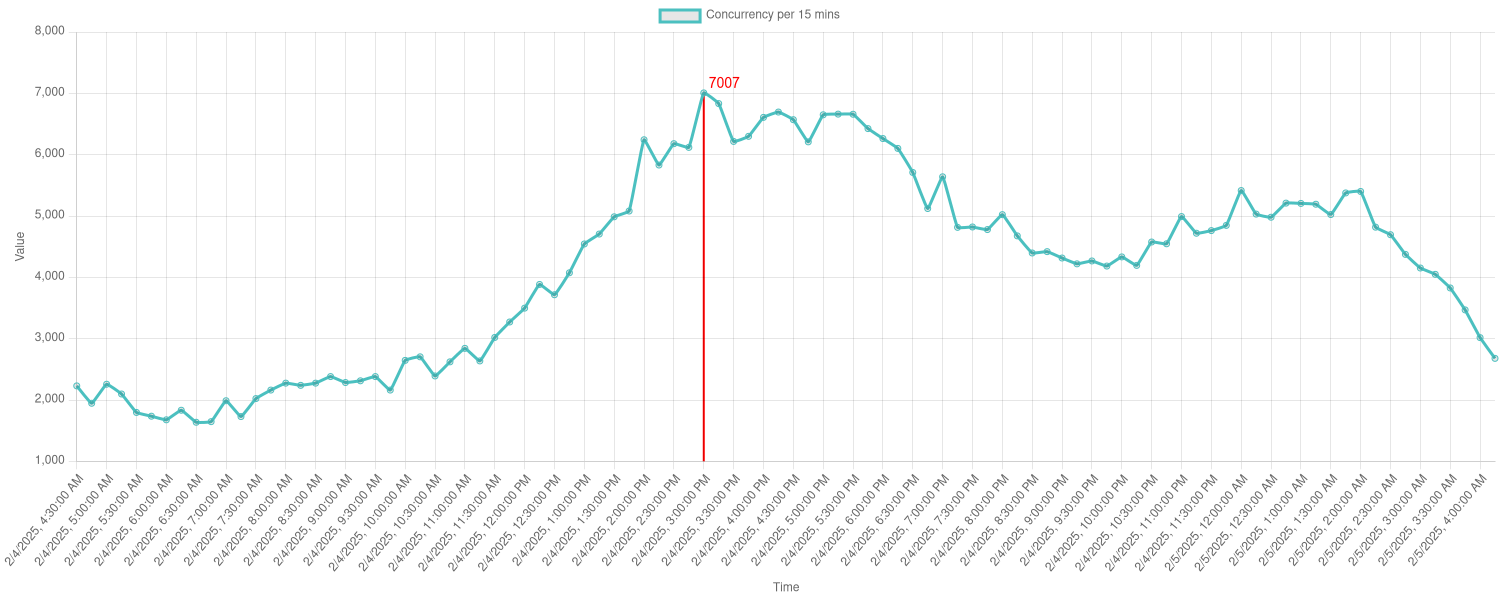 Concurrency per 15 mins
8,000
7,000
6,000
5,000
4,000
3,000
2,000
1,000
Value
7007
2/4/2025, 4:30:00 AM
2/4/2025, 5:00:00 AM
2/4/2025, 5:30:00 AM
2/4/2025, 6:00:00 AM
2/4/2025, 6:30:00 AM
2/4/2025, 7:00:00 AM
2/4/2025, 7:30:00 AM
2/4/2025, 8:00:00 AM
2/4/2025, 8:30:00 AM
2/4/2025, 9:00:00 AM
2/4/2025, 9:30:00 AM
2/4/2025, 10:00:00 AM
2/4/2025, 10:30:00 AM
2/4/2025, 11:00:00 AM
2/4/2025, 11:30:00 AM
2/4/2025, 12:00:00 PM
2/4/2025, 12:30:00 PM
2/4/2025, 1:00:00 PM
2/4/2025, 1:30:00 PM
2/4/2025, 2:00:00 PM
2/4/2025, 2:30:00 PM
2/4/2025, 3:00:00 PM
2/4/2025, 3:30:00 PM
2/4/2025, 4:00:00 PM
2/4/2025, 4:30:00 PM
2/4/2025, 5:00:00 PM
2/4/2025, 5:30:00 PM
2/4/2025, 6:00:00 PM
2/4/2025, 6:30:00 PM
2/4/2025, 7:00:00 PM
2/4/2025, 7:30:00 PM
2/4/2025, 8:00:00 PM
2/4/2025, 8:30:00 PM
2/4/2025, 9:00:00 PM
2/4/2025, 9:30:00 PM
2/4/2025, 10:00:00 PM
2/4/2025, 10:30:00 PM
2/4/2025, 11:00:00 PM
2/4/2025, 11:30:00 PM
2/5/2025, 12:00:00 AM
2/5/2025, 12:30:00 AM
2/5/2025, 1:00:00 AM
2/5/2025, 1:30:00 AM
2/5/2025, 2:00:00 AM
2/5/2025, 2:30:00 AM
2/5/2025, 3:00:00 AM
2/5/2025, 3:30:00 AM
2/5/2025, 4:00:00 AM
Time